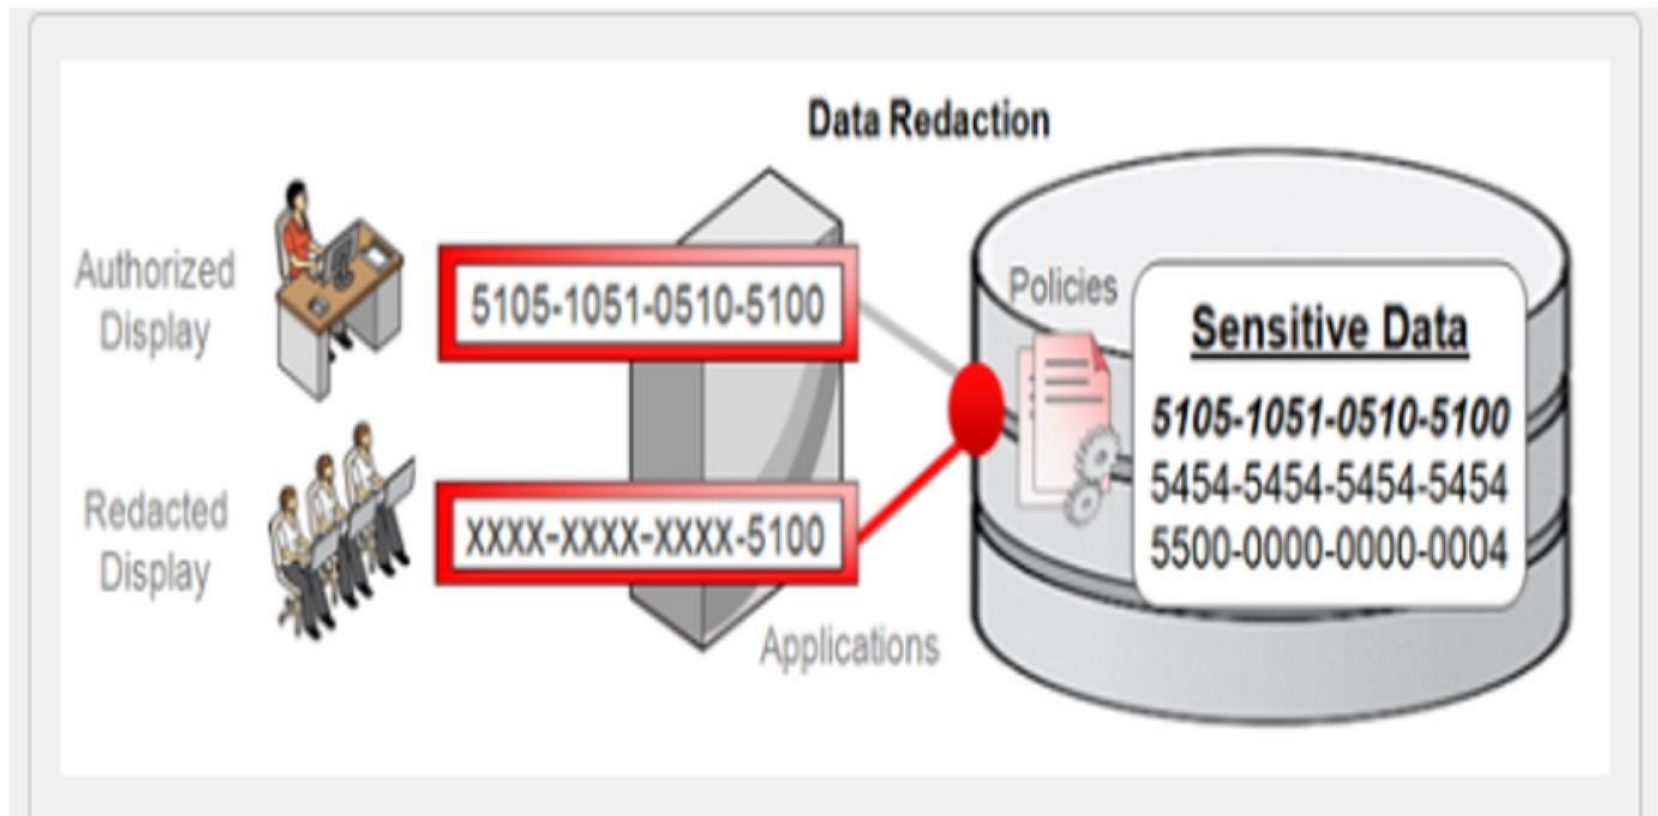 Data Redaction
Authorized
Display
5105-1051-0510-5100
Policies
Sensitive Data
5105-1051-0510-5100
5454-5454-5454-5454
5500-0000-0000-0004
Redacted
Display
XXXX-XXXX-XXXX-5100
Applications